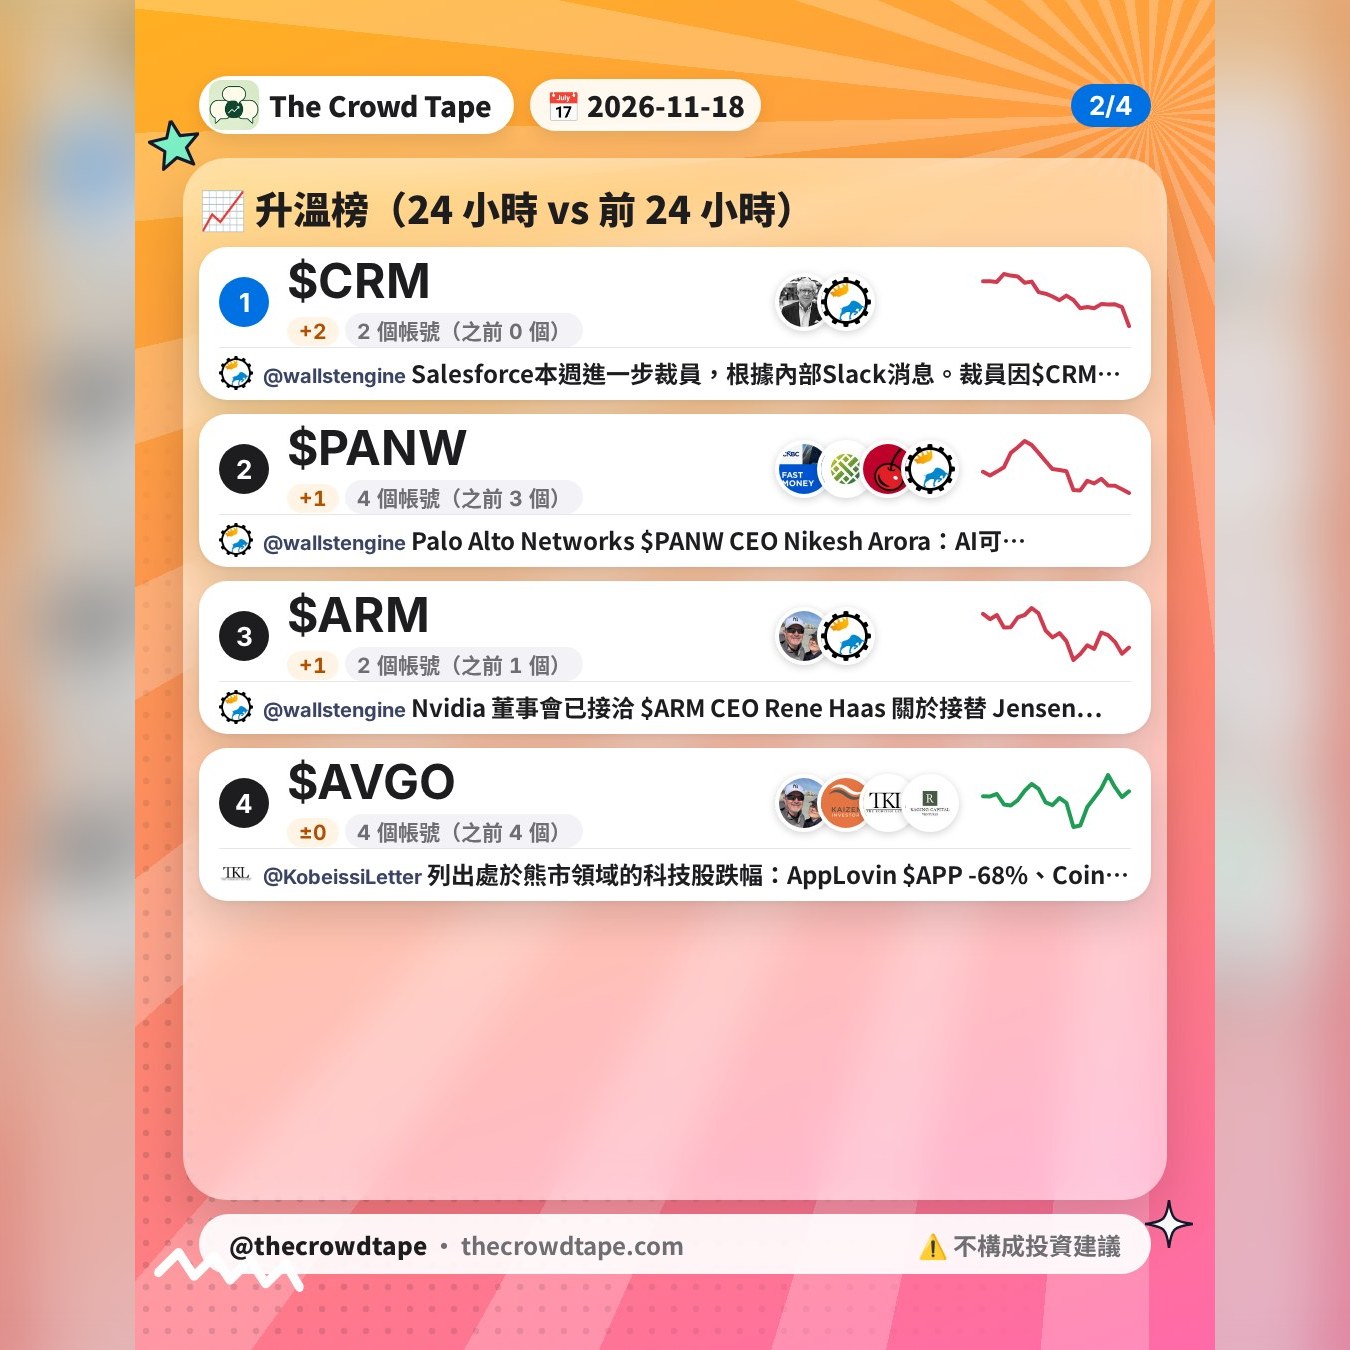 The Crowd Tape
July 17
2026-11-18
2/4
升溫榜（24 小時 vs 前 24 小時）
1
$CRM
+2
2 個帳號（之前 0 個）
@wallstengine Salesforce本週進一步裁員，根據內部Slack消息。裁員因$CRM…
2
$PANW
+1
4 個帳號（之前 3 個）
CNBC
FAST MONEY
@wallstengine Palo Alto Networks $PANW CEO Nikesh Arora：AI可…
3
$ARM
+1
2 個帳號（之前 1 個）
@wallstengine Nvidia 董事會已接洽 $ARM CEO Rene Haas 關於接替 Jensen...
4
$AVGO
±0
4 個帳號（之前 4 個）
KAIZEN
INVESTOR
TKL
R
TKL
@KobeissiLetter 列出處於熊市領域的科技股跌幅：AppLovin $APP -68%、Coin…
@thecrowdtape • thecrowdtape.com
不構成投資建議